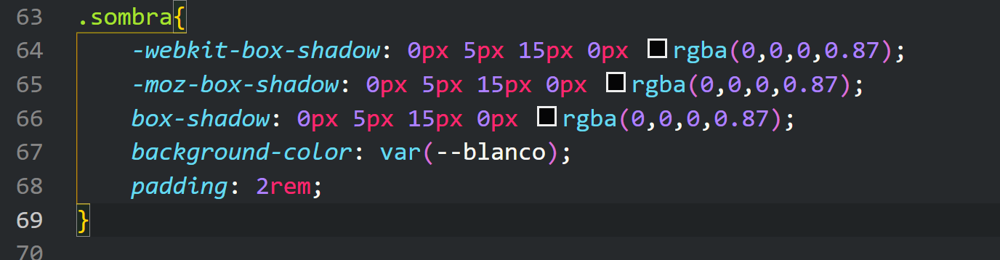 63 .sombra{
64 -webkit-box-shadow: 0px 5px 15px 0px rgba(0,0,0,0.87);
65 -moz-box-shadow: 0px 5px 15px 0px rgba(0,0,0,0.87);
66 box-shadow: 0px 5px 15px 0px rgba(0,0,0,0.87);
67 background-color: var(--blanco);
68 padding: 2rem;
69 }
70